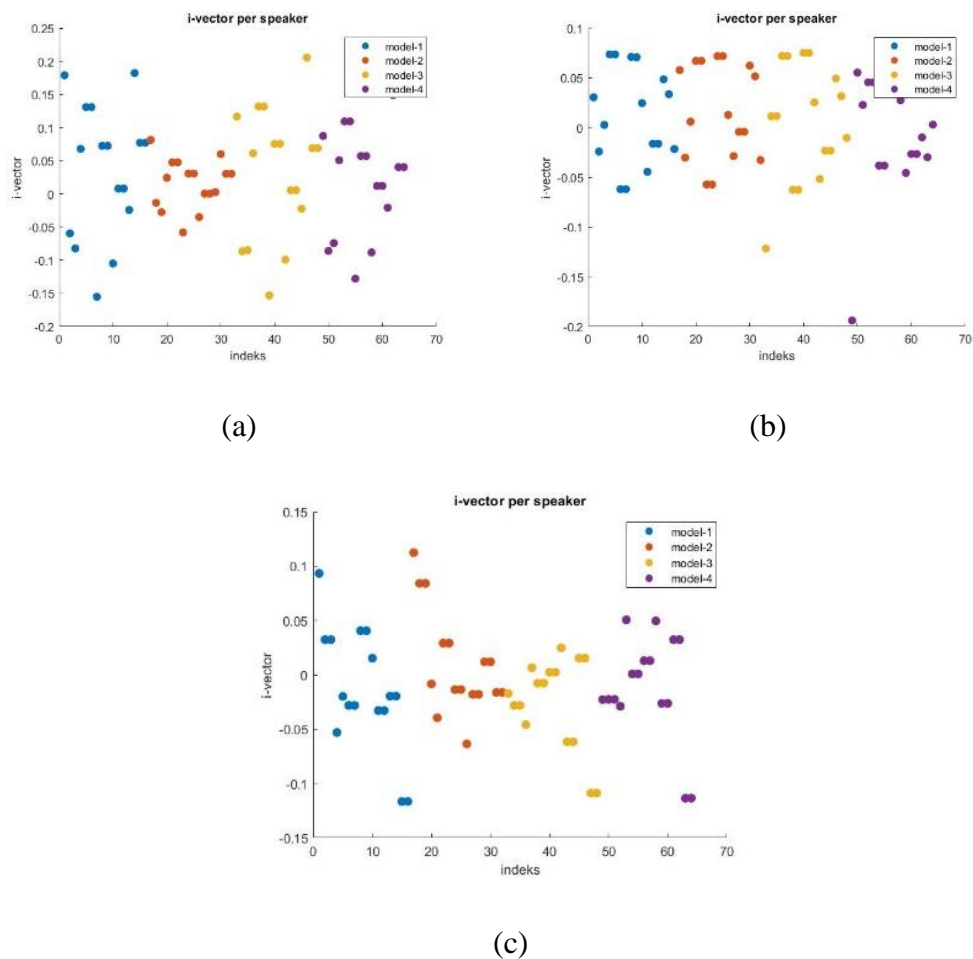 i-vector per speaker
0.25
0.2
0.15
0.1
0.05
0
-0.05
-0.1
-0.15
-0.2
i-vector
0 10 20 30 40 50 60 70
indeks
model-1
model-2
model-3
model-4
(a)
i-vector per speaker
0.1
0.05
0
-0.05
-0.1
-0.15
-0.2
i-vector
0 10 20 30 40 50 60 70
indeks
model-1
model-2
model-3
model-4
(b)
i-vector per speaker
0.15
0.1
0.05
0
-0.05
-0.1
-0.15
i-vector
0 10 20 30 40 50 60 70
indeks
model-1
model-2
model-3
model-4
(c)